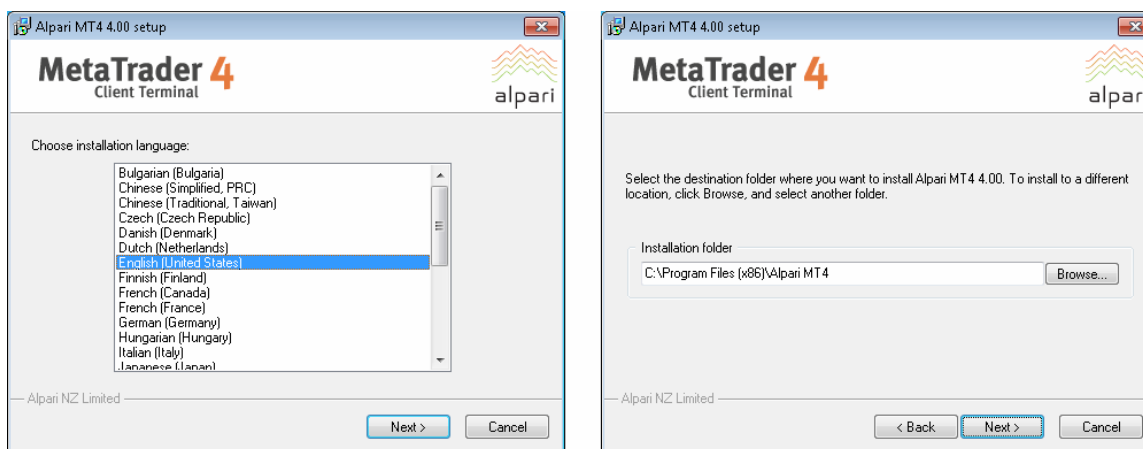 Alpari MT4 4.00 setup
MetaTrader 4
Client Terminal
alpari
Choose installation language:
Bulgarian (Bulgaria)
Chinese (Simplified, PRC)
Chinese (Traditional, Taiwan)
Czech (Czech Republic)
Danish (Denmark)
Dutch (Netherlands)
English (United States)
Finnish (Finland)
French (Canada)
French (France)
German (Germany)
Hungarian (Hungary)
Italian (Italy)
Japanese (Japan)
Alpari NZ Limited
Next >
Cancel
Alpari MT4 4.00 setup
MetaTrader 4
Client Terminal
alpar
Select the destination folder where you want to install Alpari MT4 4.00. To install to a different
location, click Browse, and select another folder.
Installation folder
C:\Program Files (x86)\Alpari MT4
Browse...
Alpari NZ Limited
< Back
Next >
Cancel